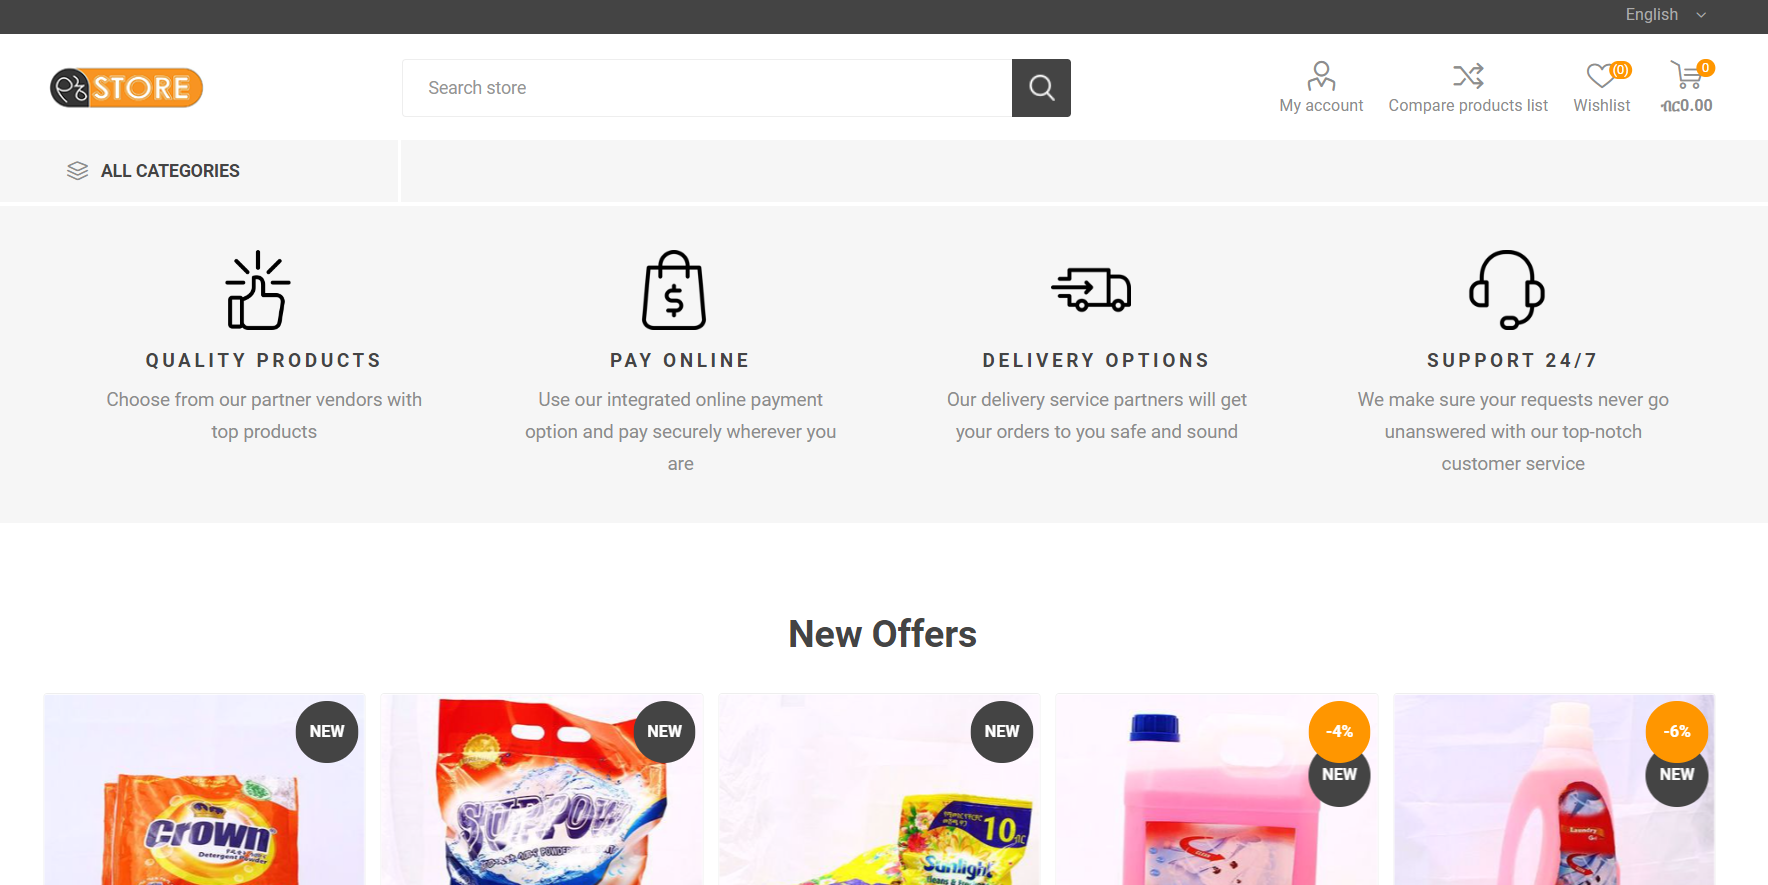 English
STORE
Search store
My account
Compare products list
(0)
Wishlist
0
ብር0.00
ALL CATEGORIES
QUALITY PRODUCTS
Choose from our partner vendors with
top products
PAY ONLINE
Use our integrated online payment
option and pay securely wherever you
are
DELIVERY OPTIONS
Our delivery service partners will get
your orders to you safe and sound
SUPPORT 24/7
We make sure your requests never go
unanswered with our top-notch
customer service
New Offers
NEW
Crown
Detergent Powder
NEW
NEW
10 ብር
Sunlight
-4%
NEW
-6%
NEW
Laundry